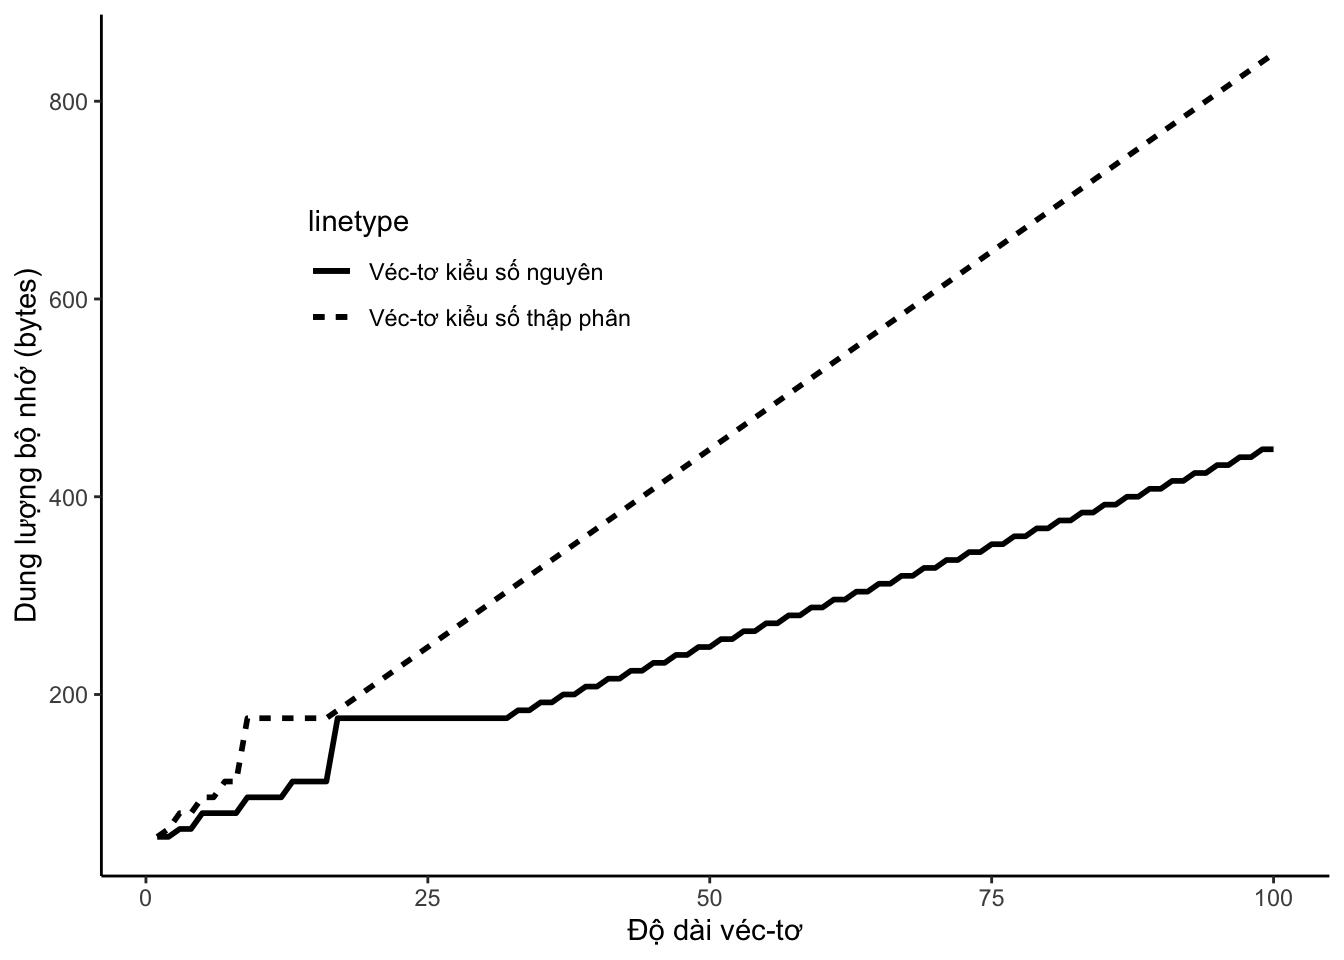 800
600
400
200
Dung lượng bộ nhớ (bytes)
linetype
Véc-tơ kiểu số nguyên
Véc-tơ kiểu số thập phân
0 25 50 75 100
Độ dài véc-tơ